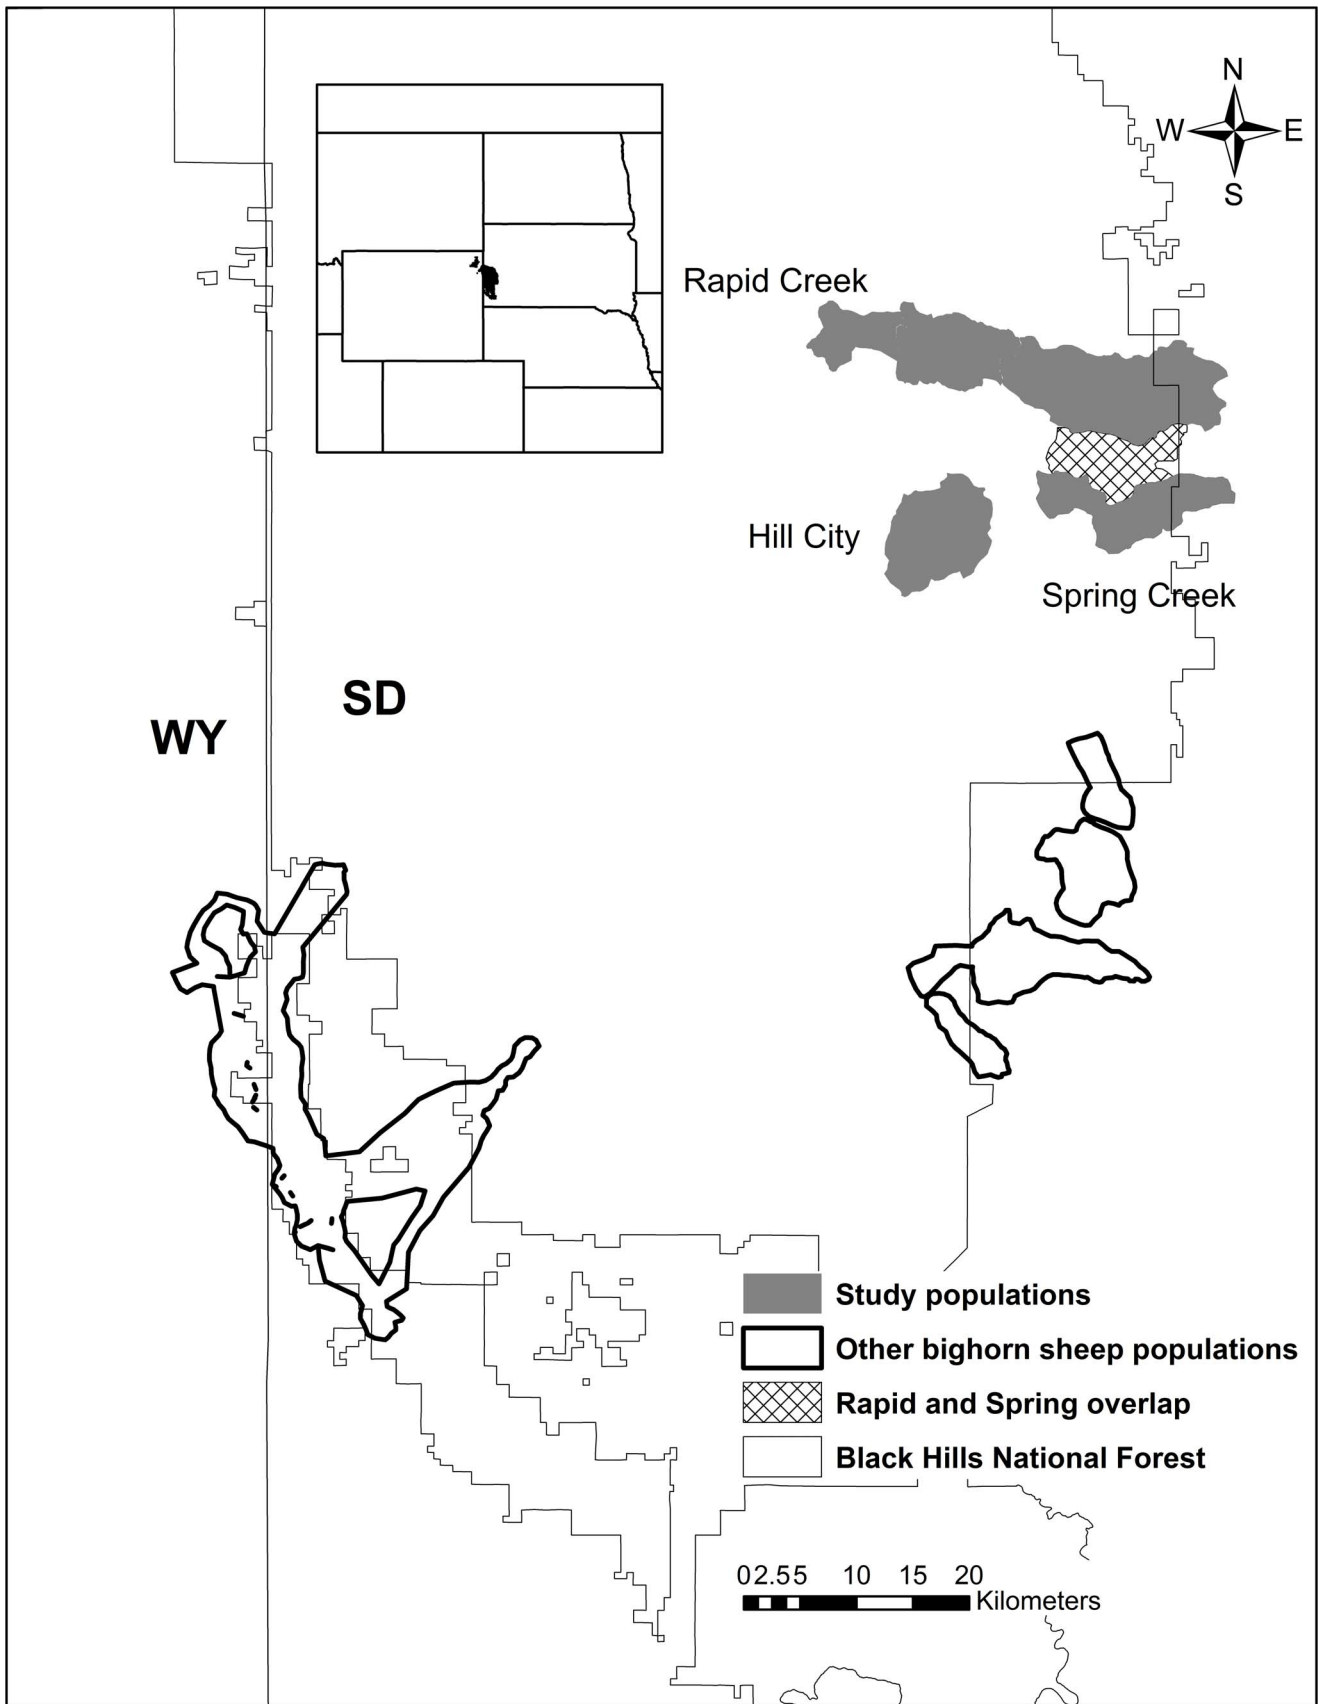 N
W E
S
Rapid Creek
Hill City
Spring Creek
SD
WY
Study populations
Other bighorn sheep populations
Rapid and Spring overlap
Black Hills National Forest
0 2.5 5 10 15 20
Kilometers